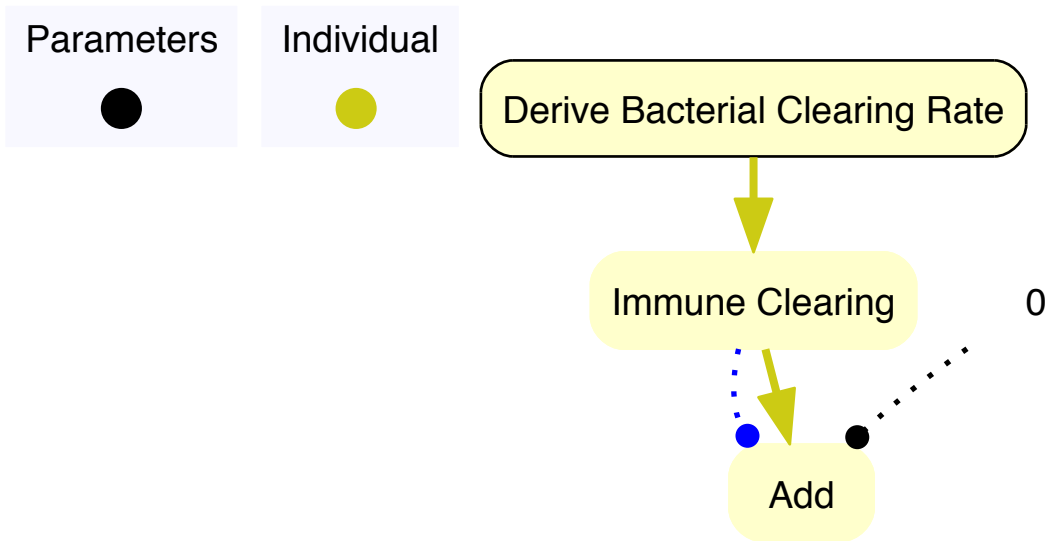 Parameters
Individual
Derive Bacterial Clearing Rate
Immune Clearing
0
Add